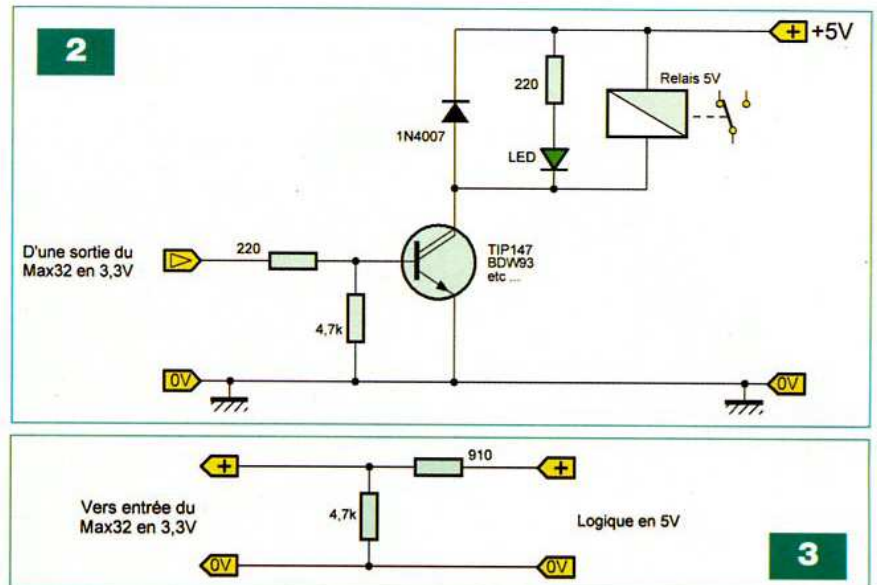 2
+
+5V
220
Relais 5V
1N4007
LED
D'une sortie du
Max32 en 3,3V
220
TIP147
BDW93
etc ...
4,7k
0V
0V
+
910
+
Vers entrée du
Max32 en 3,3V
4,7k
Logique en 5V
0V
0V
3